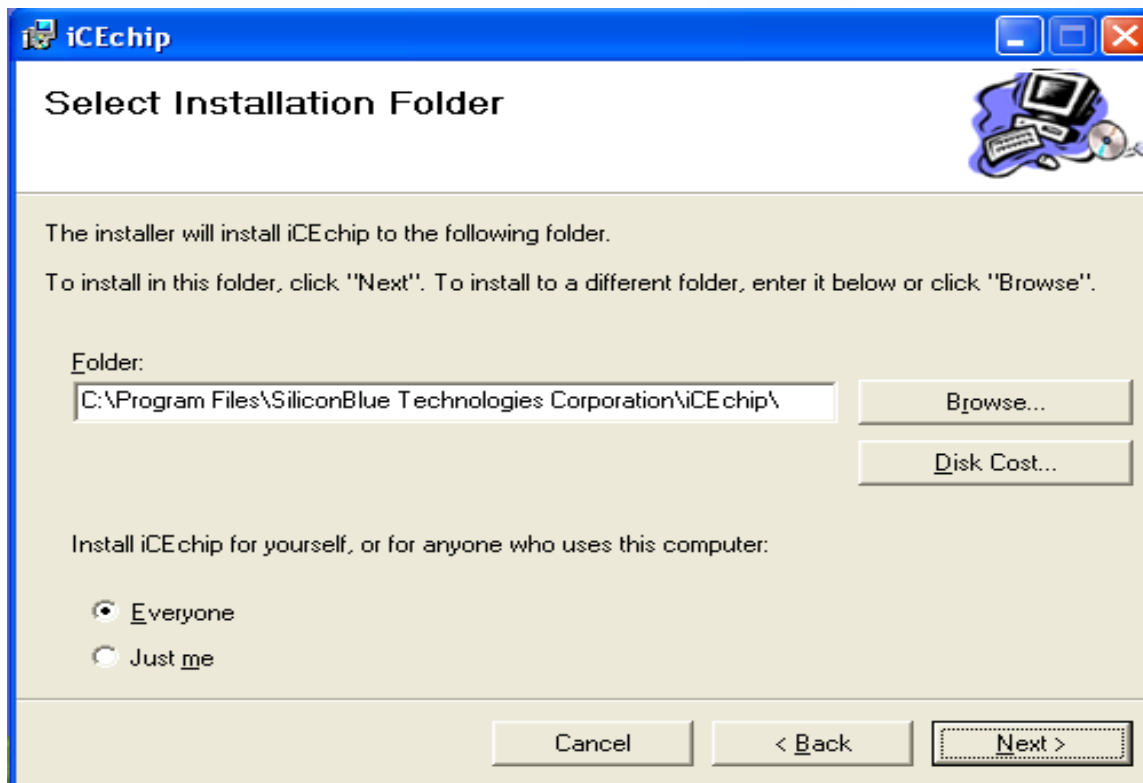 iCEchip
Select Installation Folder
The installer will install iCEchip to the following folder.
To install in this folder, click "Next". To install to a different folder, enter it below or click "Browse".
Folder:
C:\Program Files\SiliconBlue Technologies Corporation\iCEchip\
Browse...
Disk Cost...
Install iCEchip for yourself, or for anyone who uses this computer:
Everyone
Just me
Cancel
< Back
Next >